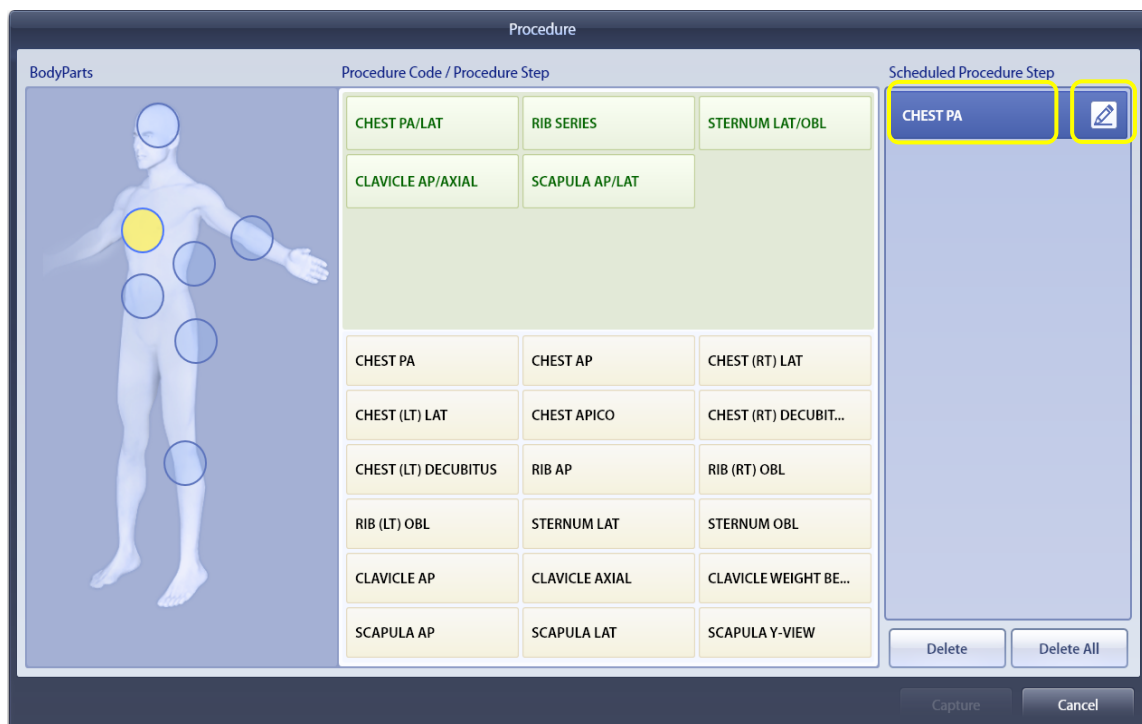 Procedure
BodyParts
Procedure Code / Procedure Step
Scheduled Procedure Step
CHEST PA/LAT
RIB SERIES
STERNUM LAT/OBL
CLAVICLE AP/AXIAL
SCAPULA AP/LAT
CHEST PA
CHEST AP
CHEST (RT) LAT
CHEST (LT) LAT
CHEST APICO
CHEST (RT) DECUBIT...
CHEST (LT) DECUBITUS
RIB AP
RIB (RT) OBL
RIB (LT) OBL
STERNUM LAT
STERNUM OBL
CLAVICLE AP
CLAVICLE AXIAL
CLAVICLE WEIGHT BE...
SCAPULA AP
SCAPULA LAT
SCAPULA Y-VIEW
CHEST PA
Delete
Delete All
Capture
Cancel